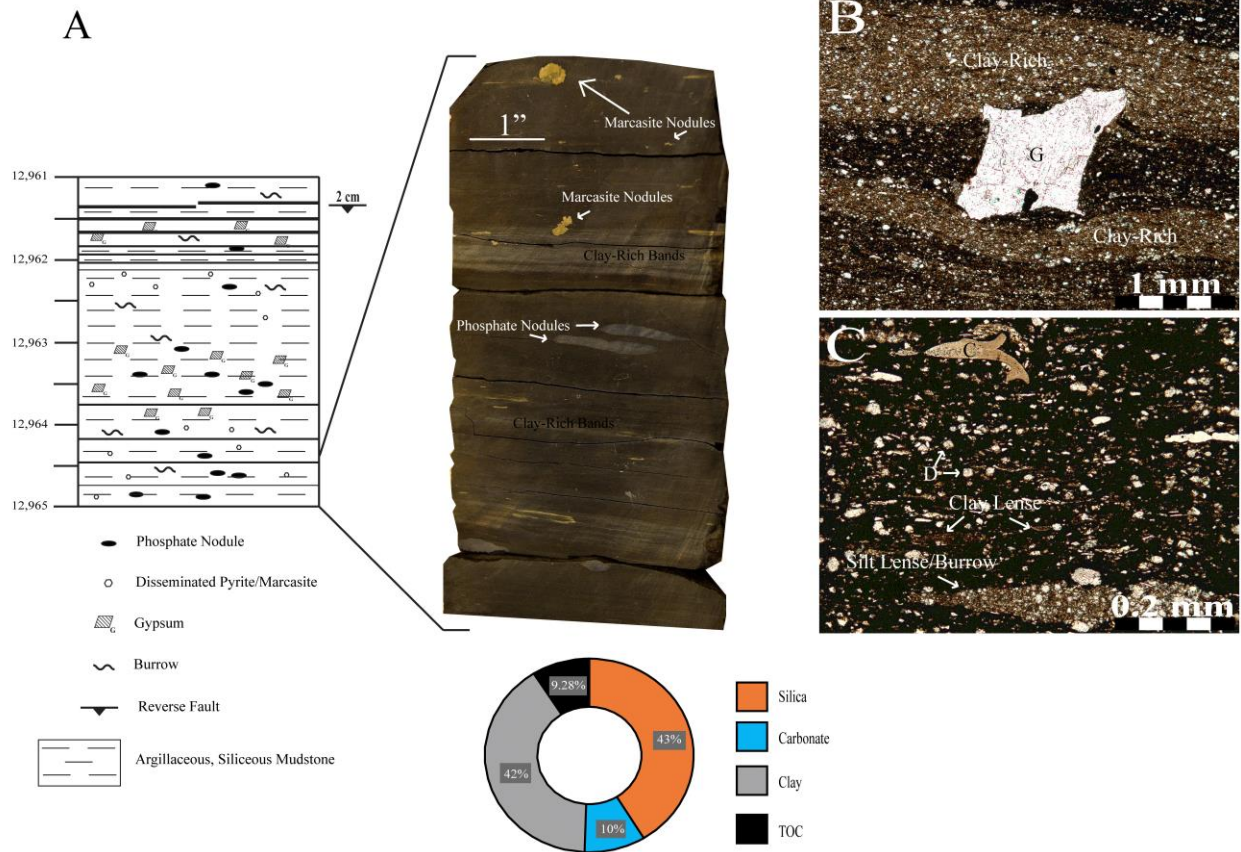 A
12,961
12,962
12,963
12,964
12,965
2 cm
G
G
G
G
G
G
G
G
G
G
G
G
G
G
Phosphate Nodule
Disseminated Pyrite/Marcasite
G
Gypsum
Burrow
Reverse Fault
Argillaceous, Siliceous Mudstone
1”
Marcasite Nodules
Marcasite Nodules
Clay-Rich Bands
Phosphate Nodules
Clay-Rich Bands
B
Clay-Rich
G
Clay-Rich
1 mm
C
C
D
Clay Lense
Silt Lense/Burrow
0.2 mm
9.28%
43%
42%
10%
Silica
Carbonate
Clay
TOC